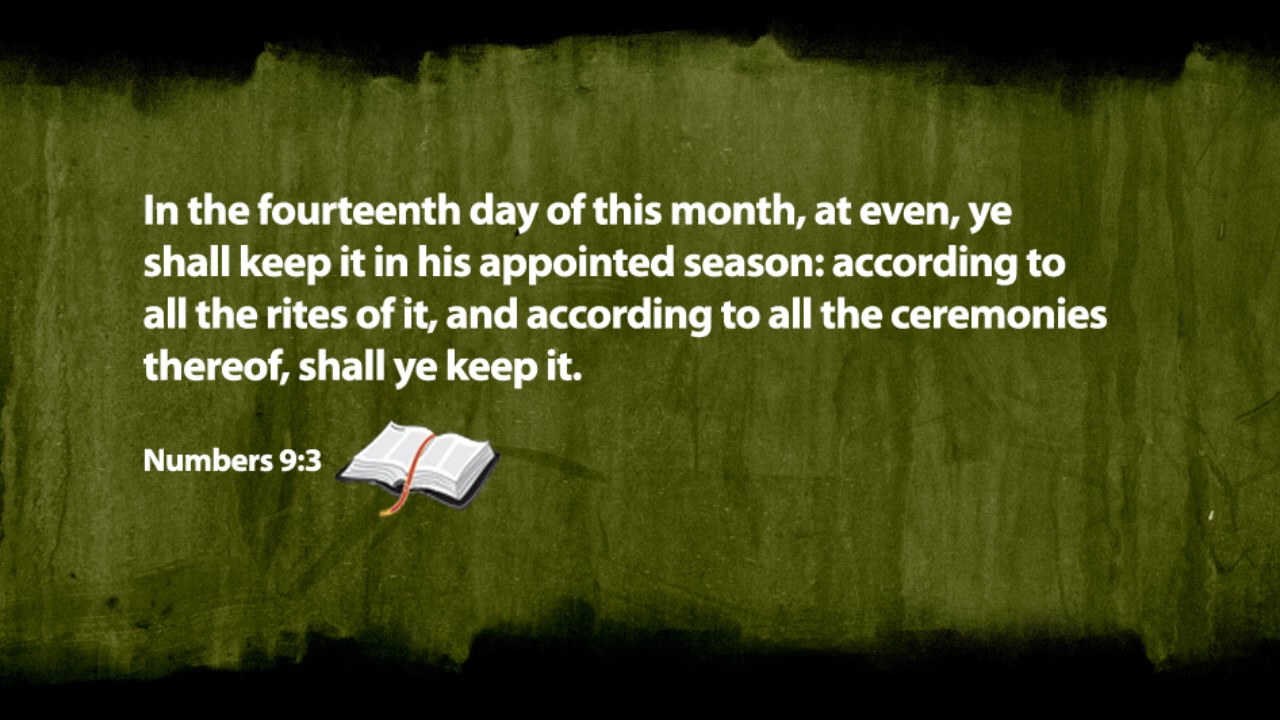 In the fourteenth day of this month, at even, ye
shall keep it in his appointed season: according to
all the rites of it, and according to all the ceremonies
thereof, shall ye keep it.
Numbers 9:3